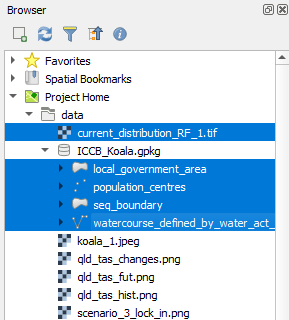 Browser
Favorites
Spatial Bookmarks
Project Home
data
current_distribution_RF_1.tif
ICCB_Koala.gpkg
local_government_area
population_centres
seq_boundary
watercourse_defined_by_water_act_
koala_1.jpeg
qld_tas_changes.png
qld_tas_fut.png
qld_tas_hist.png
scenario_3_lock_in.png